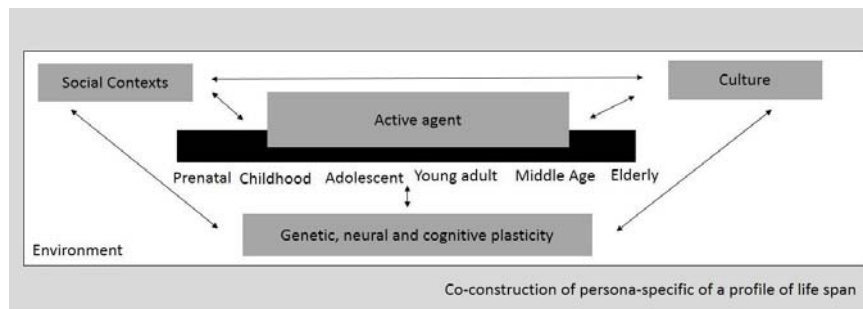 Social Contexts
Culture
Active agent
Prenatal Childhood Adolescent Young adult Middle Age Elderly
Genetic, neural and cognitive plasticity
Environment
Co-construction of persona-specific of a profile of life span